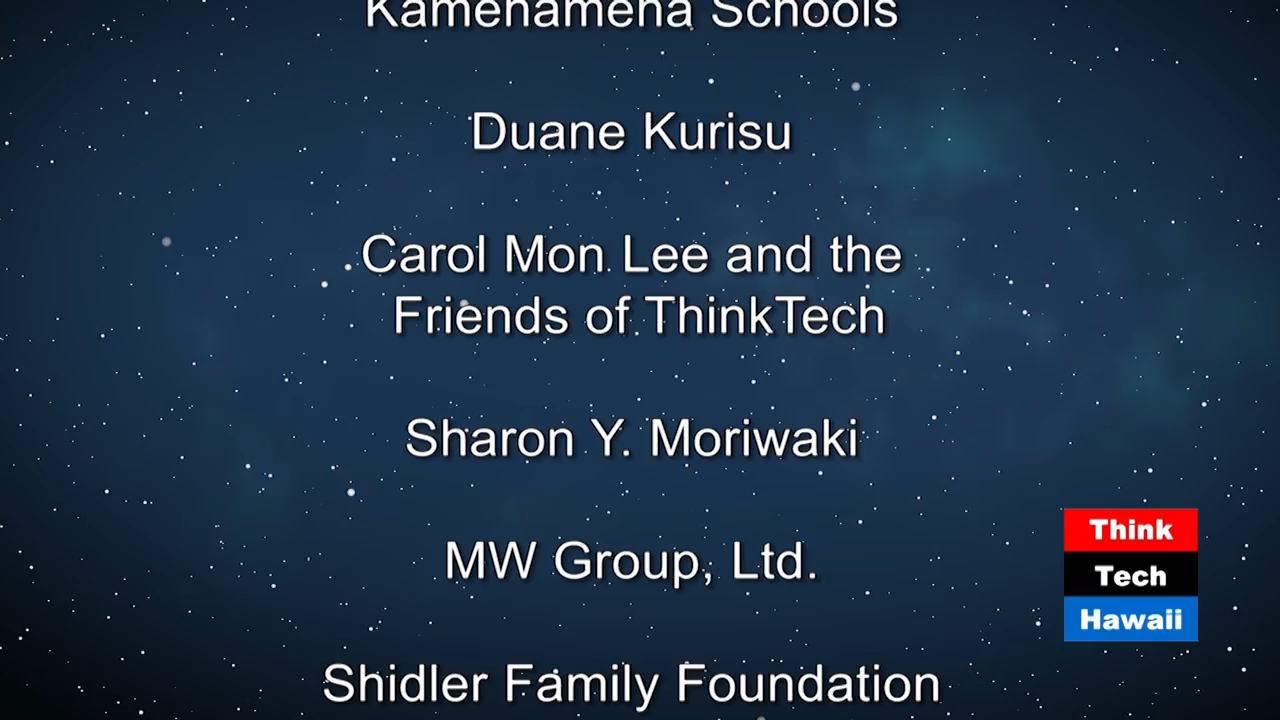 Kamehameha Schools
Duane Kurisu
Carol Mon Lee and the
Friends of ThinkTech
Sharon Y. Moriwaki
MW Group, Ltd.
Shidler Family Foundation
Think
Tech
Hawaii